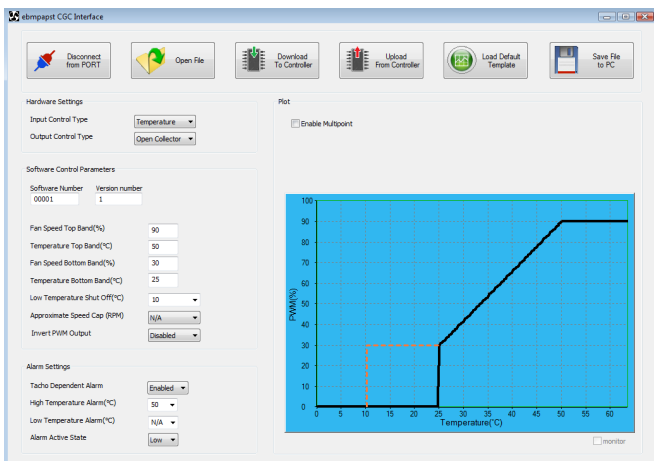 ebmpapst CGC Interface
Disconnect from PORT
Open File
Download To Controller
Upload From Controller
Load Default Template
Save File to PC
Hardware Settings
Input Control Type Temperature
Output Control Type Open Collector
Software Control Parameters
Software Number Version number
00001 1
Fan Speed Top Band(%) 90
Temperature Top Band(°C) 50
Fan Speed Bottom Band(%) 30
Temperature Bottom Band(°C) 25
Low Temperature Shut Off(°C) 10
Approximate Speed Cap (RPM) N/A
Invert PWM Output Disabled
Alarm Settings
Tacho Dependent Alarm Enabled
High Temperature Alarm(°C) 50
Low Temperature Alarm(°C) N/A
Alarm Active State Low
Plot
Enable Multipoint
100
90
80
70
60
50
40
30
20
10
0
PWM(%)
0 5 10 15 20 25 30 35 40 45 50 55 60
Temperature(°C)
monitor